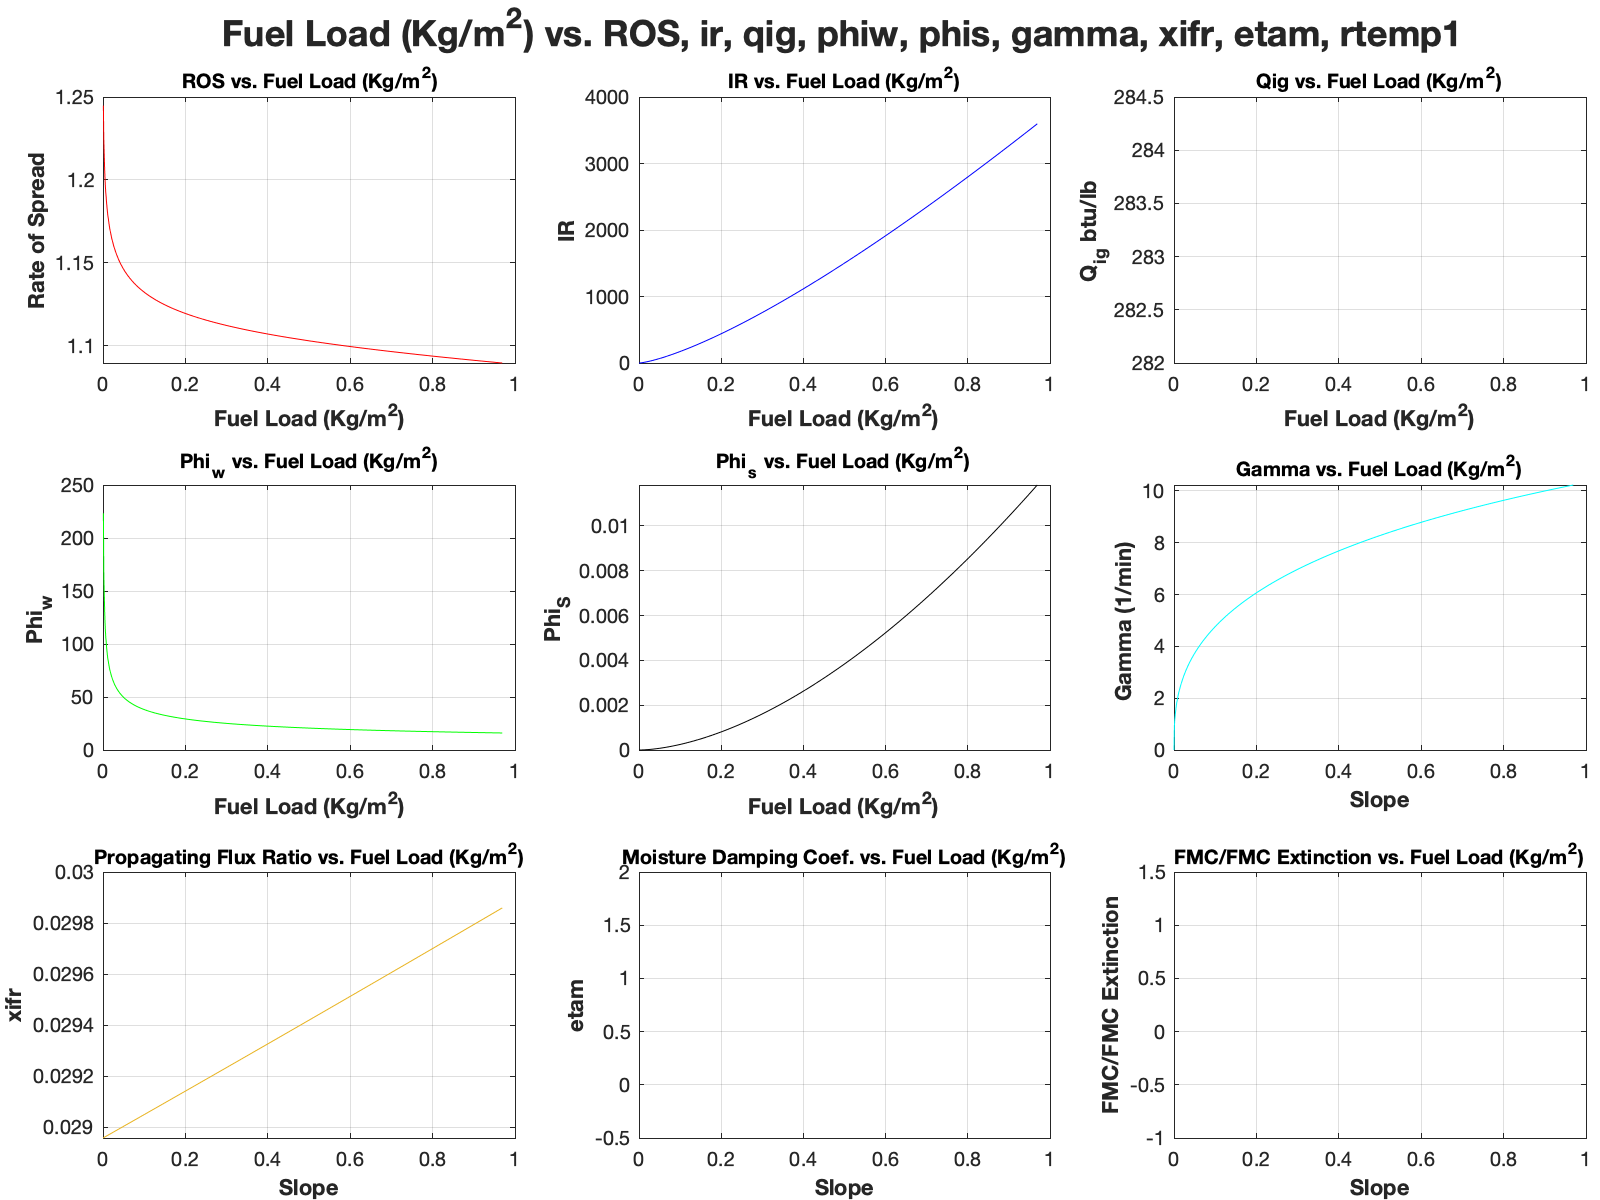 Fuel Load (Kg/m²) vs. ROS, ir, qig, phiw, phis, gamma, xifr, etam, rtemp1
ROS vs. Fuel Load (Kg/m²)
Rate of Spread
1.25
1.2
1.15
1.1
0 0.2 0.4 0.6 0.8 1
Fuel Load (Kg/m²)
IR vs. Fuel Load (Kg/m²)
IR
4000
3000
2000
1000
0
0 0.2 0.4 0.6 0.8 1
Fuel Load (Kg/m²)
Qig vs. Fuel Load (Kg/m²)
Qig btu/lb
284.5
284
283.5
283
282.5
282
0 0.2 0.4 0.6 0.8 1
Fuel Load (Kg/m²)
Phiw vs. Fuel Load (Kg/m²)
Phiw
250
200
150
100
50
0
0 0.2 0.4 0.6 0.8 1
Fuel Load (Kg/m²)
Phis vs. Fuel Load (Kg/m²)
PhiS
0.01
0.008
0.006
0.004
0.002
0
0 0.2 0.4 0.6 0.8 1
Fuel Load (Kg/m²)
Gamma vs. Fuel Load (Kg/m²)
Gamma (1/min)
10
8
6
4
2
0
0 0.2 0.4 0.6 0.8 1
Slope
Propagating Flux Ratio vs. Fuel Load (Kg/m²)
xifr
0.03
0.0298
0.0296
0.0294
0.0292
0.029
0 0.2 0.4 0.6 0.8 1
Slope
Moisture Damping Coef. vs. Fuel Load (Kg/m²)
etam
2
1.5
1
0.5
0
-0.5
0 0.2 0.4 0.6 0.8 1
Slope
FMC/FMC Extinction vs. Fuel Load (Kg/m²)
FMC/FMC Extinction
1.5
1
0.5
0
-0.5
-1
0 0.2 0.4 0.6 0.8 1
Slope